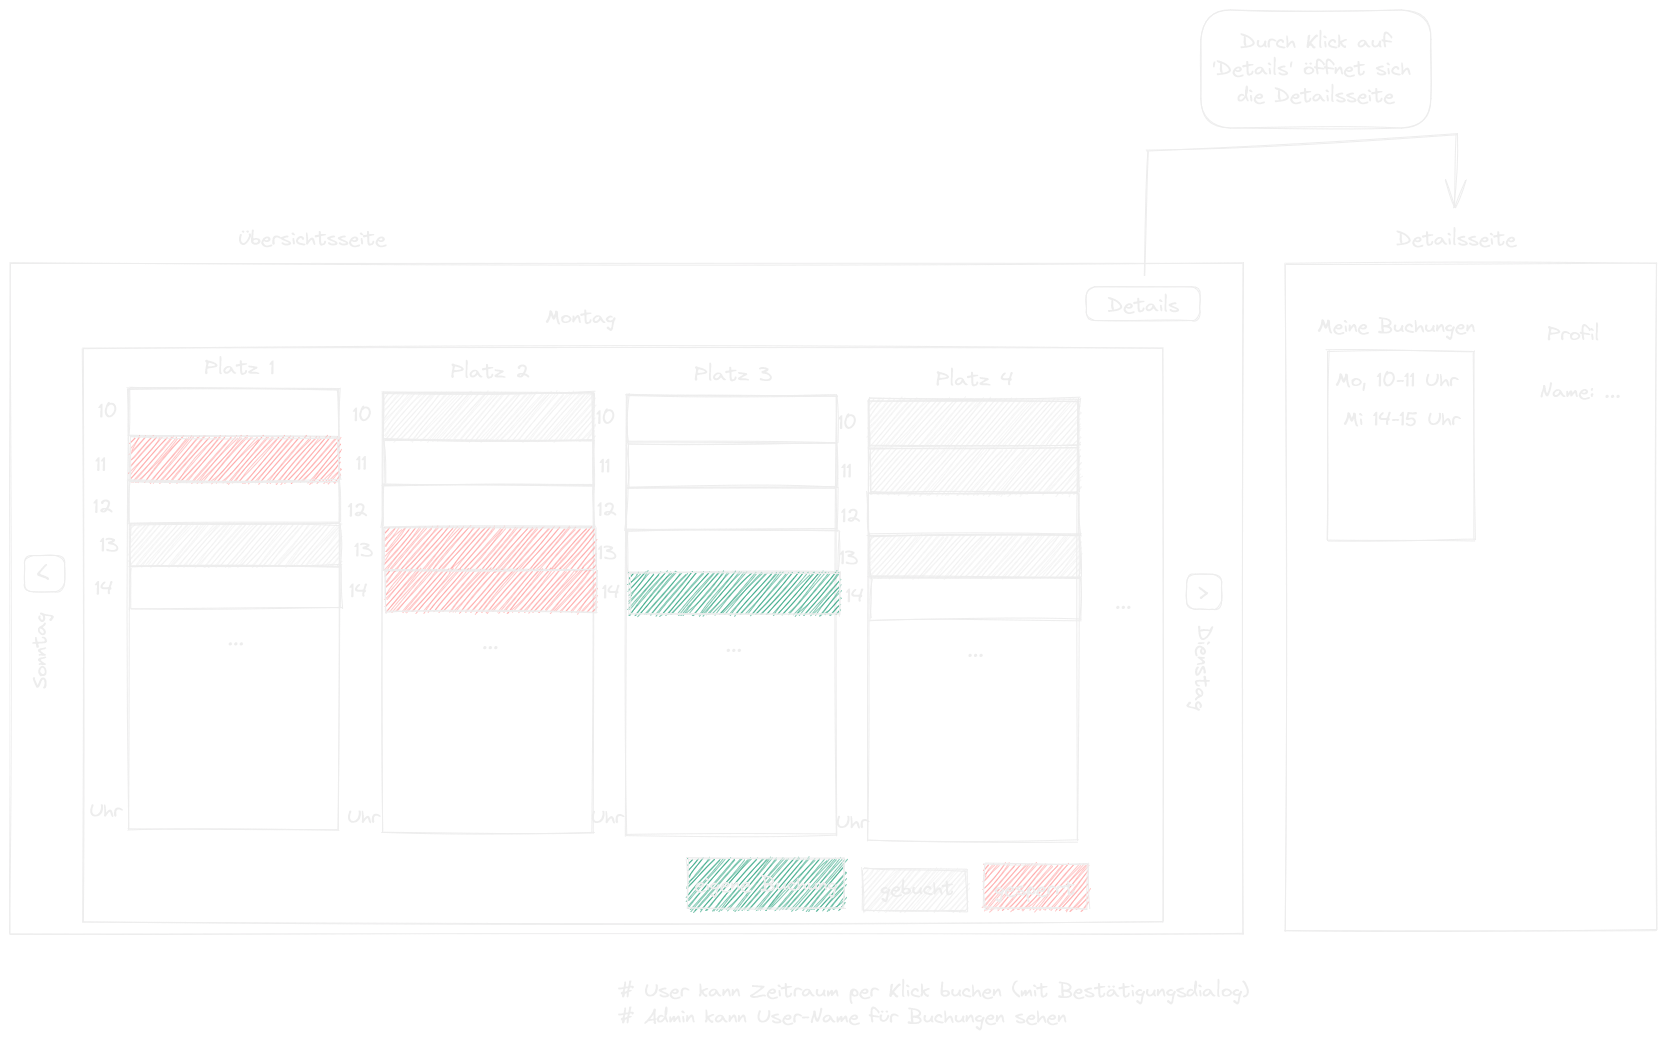 Durch Klick auf
'Details' öffnet sich
die Detailsseite
Übersichtsseite
Detailsseite
Details
Montag
Meine Buchungen
Profil
Mo, 10-11 Uhr
Mi 14-15 Uhr
Name: ...
Platz 1
Platz 2
Platz 3
Platz 4
10
10
10
10
11
11
11
11
12
12
12
12
13
13
13
13
14
14
14
14
<
>
Sonntag
Dienstag
...
...
...
...
...
Uhr
Uhr
Uhr
Uhr
eigene Buchung
gebucht
# User kann Zeitraum per Klick buchen (mit Bestätigungsdialog)
# Admin kann User-Name für Buchungen sehen